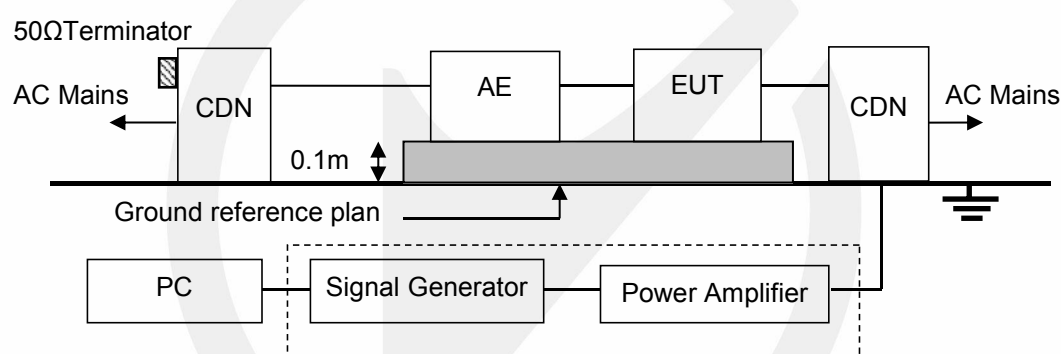 50ΩTerminator
AC Mains
CDN
AE
EUT
CDN
AC Mains
0.1m
Ground reference plan
PC
Signal Generator
Power Amplifier